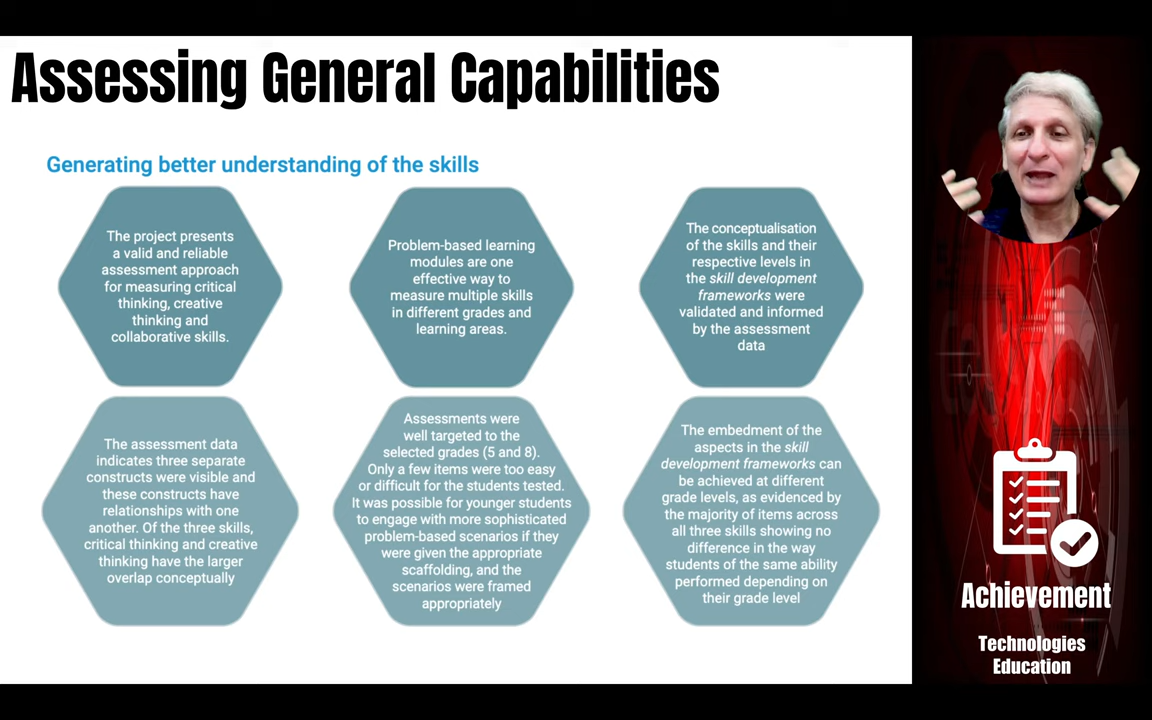 Assessing General Capabilities
Generating better understanding of the skills
The project presents
a valid and reliable
assessment approach
for measuring critical
thinking, creative
thinking and
collaborative skills.
Problem-based learning
modules are one
effective way to
measure multiple skills
in different grades and
learning areas.
The conceptualisation
of the skills and their
respective levels in
the skill development
frameworks were
validated and informed
by the assessment
data
The assessment data
indicates three separate
constructs were visible and
these constructs have
relationships with one
another. Of the three skills,
critical thinking and creative
thinking have the larger
overlap conceptually
Assessments were
well targeted to the
selected grades (5 and 8).
Only a few items were too easy
or difficult for the students tested.
It was possible for younger students
to engage with more sophisticated
problem-based scenarios if they
were given the appropriate
scaffolding, and the
scenarios were framed
appropriately
The embedment of the
aspects in the skill
development frameworks can
be achieved at different
grade levels, as evidenced by
the majority of items across
all three skills showing no
difference in the way
students of the same ability
performed depending on
their grade level
Achievement
Technologies
Education